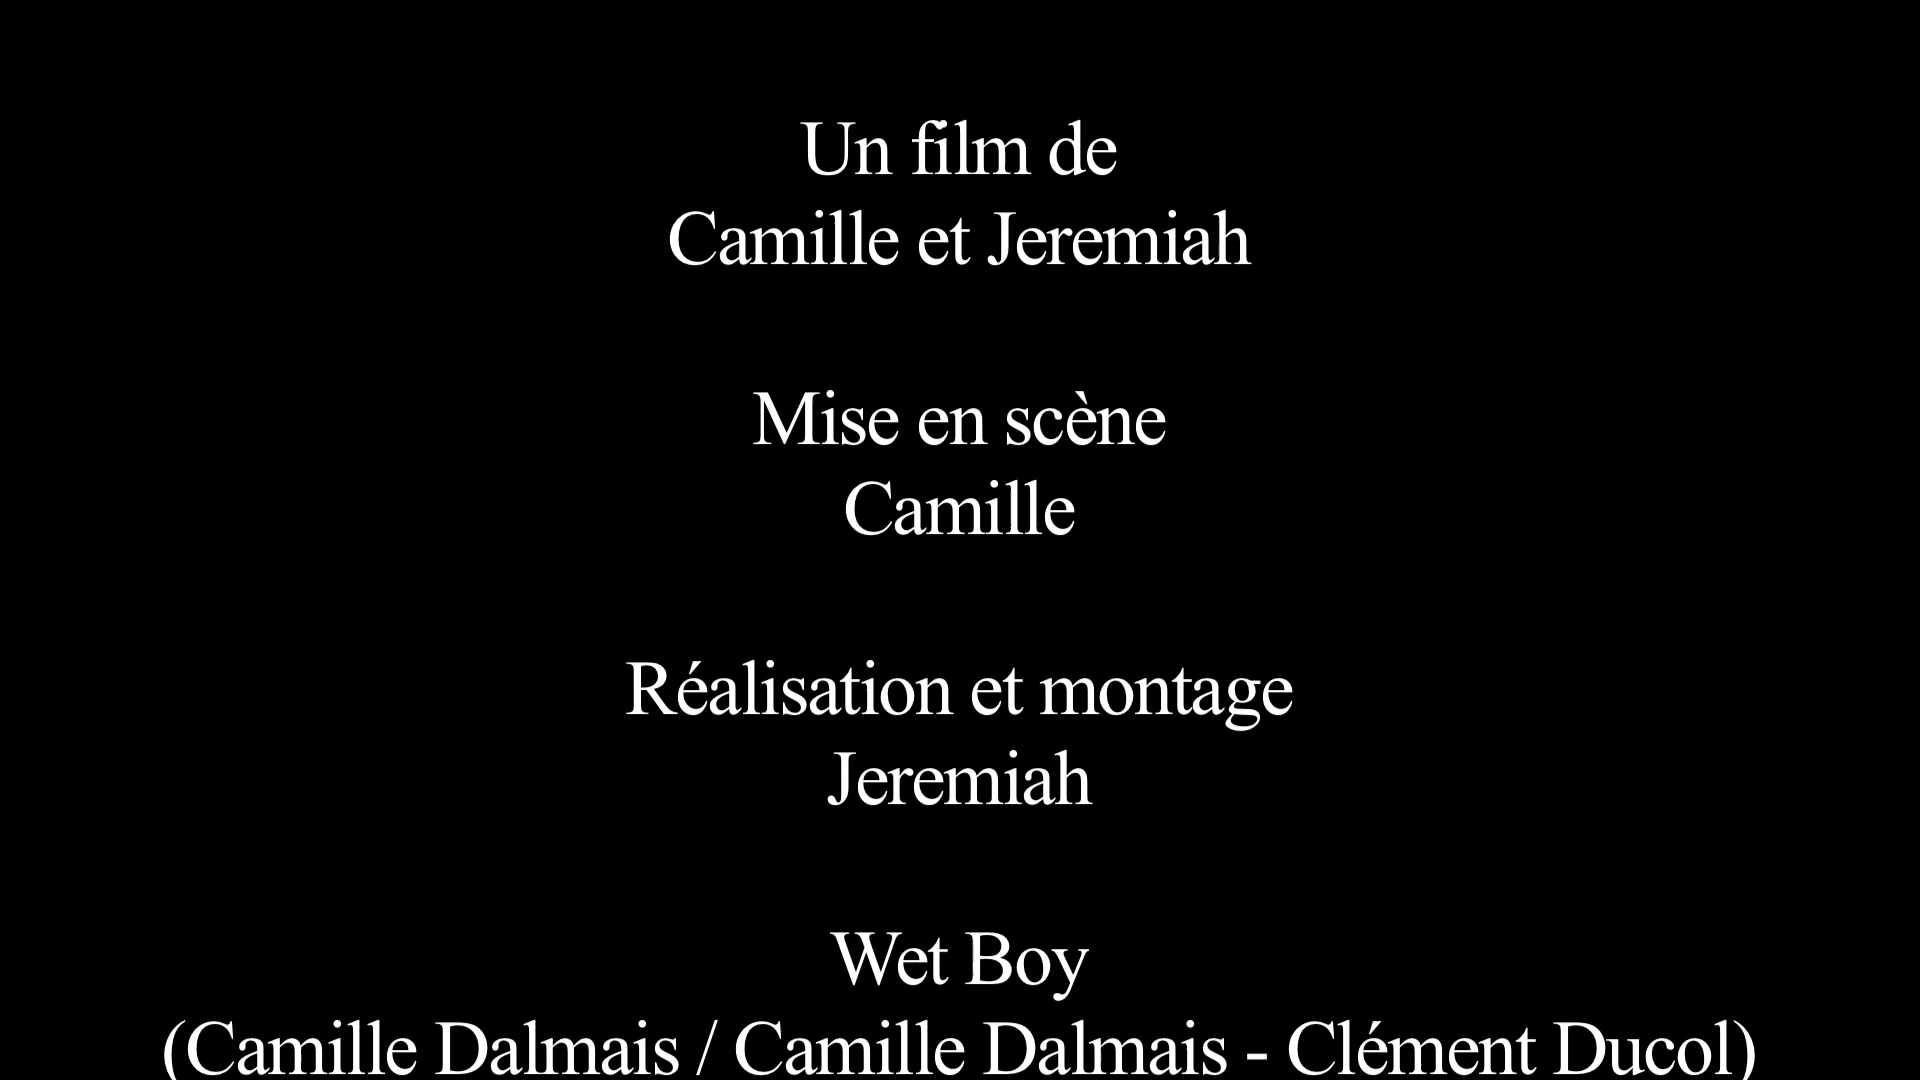 Un film de
Camille et Jeremiah
Mise en scène
Camille
Réalisation et montage
Jeremiah
Wet Boy
(Camille Dalmais / Camille Dalmais - Clément Ducol)